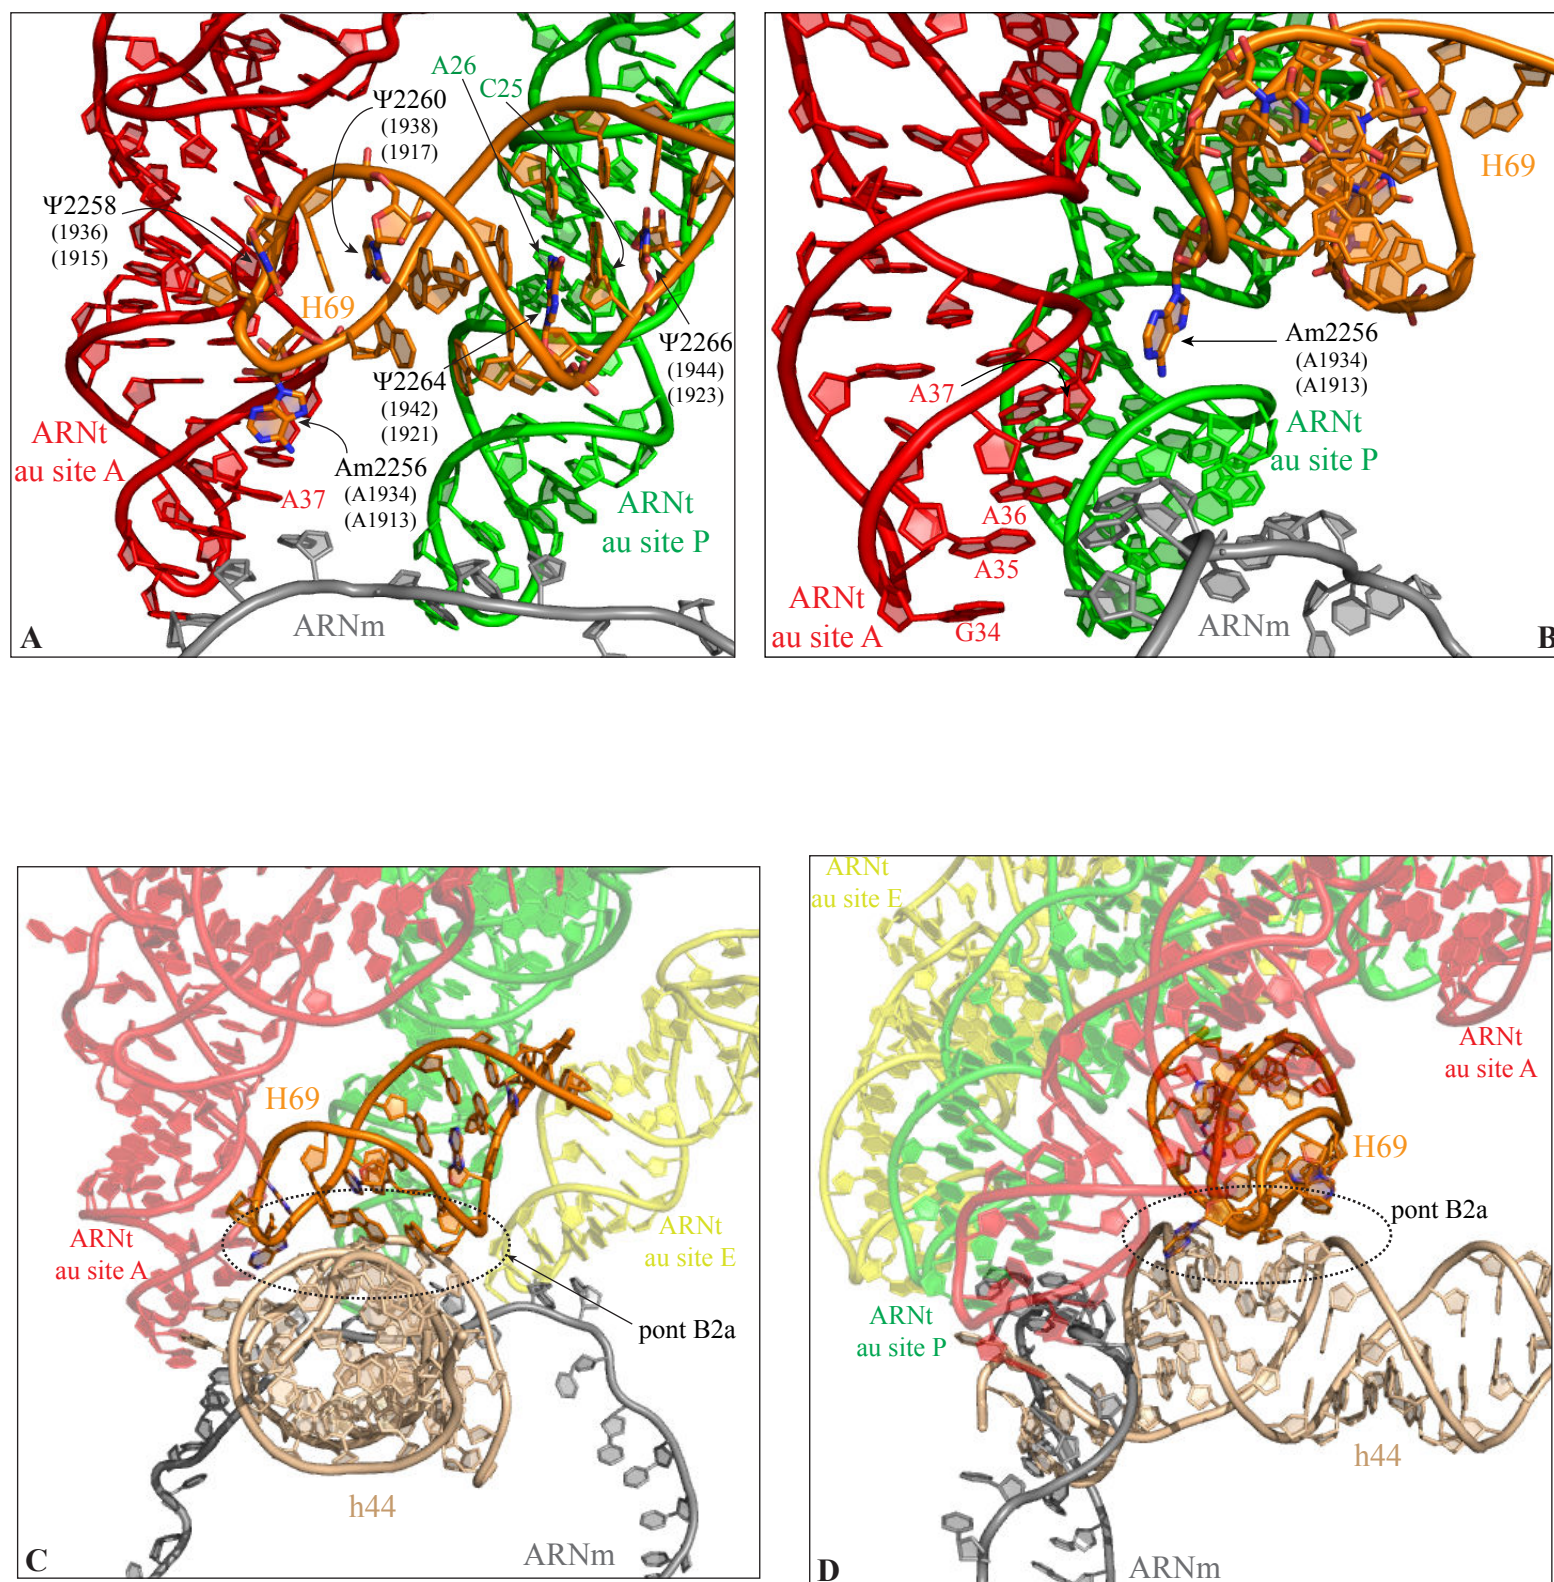 A26
C25
Ψ2260
(1938)
(1917)
Ψ2258
(1936)
(1915)
H69
Ψ2266
(1944)
(1923)
Ψ2264
(1942)
(1921)
ARNt
au site A
Am2256
(A1934)
(A1913)
A37
ARNt
au site P
ARNm
A
H69
Am2256
(A1934)
(A1913)
A37
ARNt
au site P
A36
A35
ARNt
au site A
G34
ARNm
B
H69
ARNt
au site A
ARNt
au site E
pont B2a
h44
ARNm
C
ARNt
au site E
ARNt
au site A
H69
pont B2a
ARNt
au site P
h44
ARNm
D